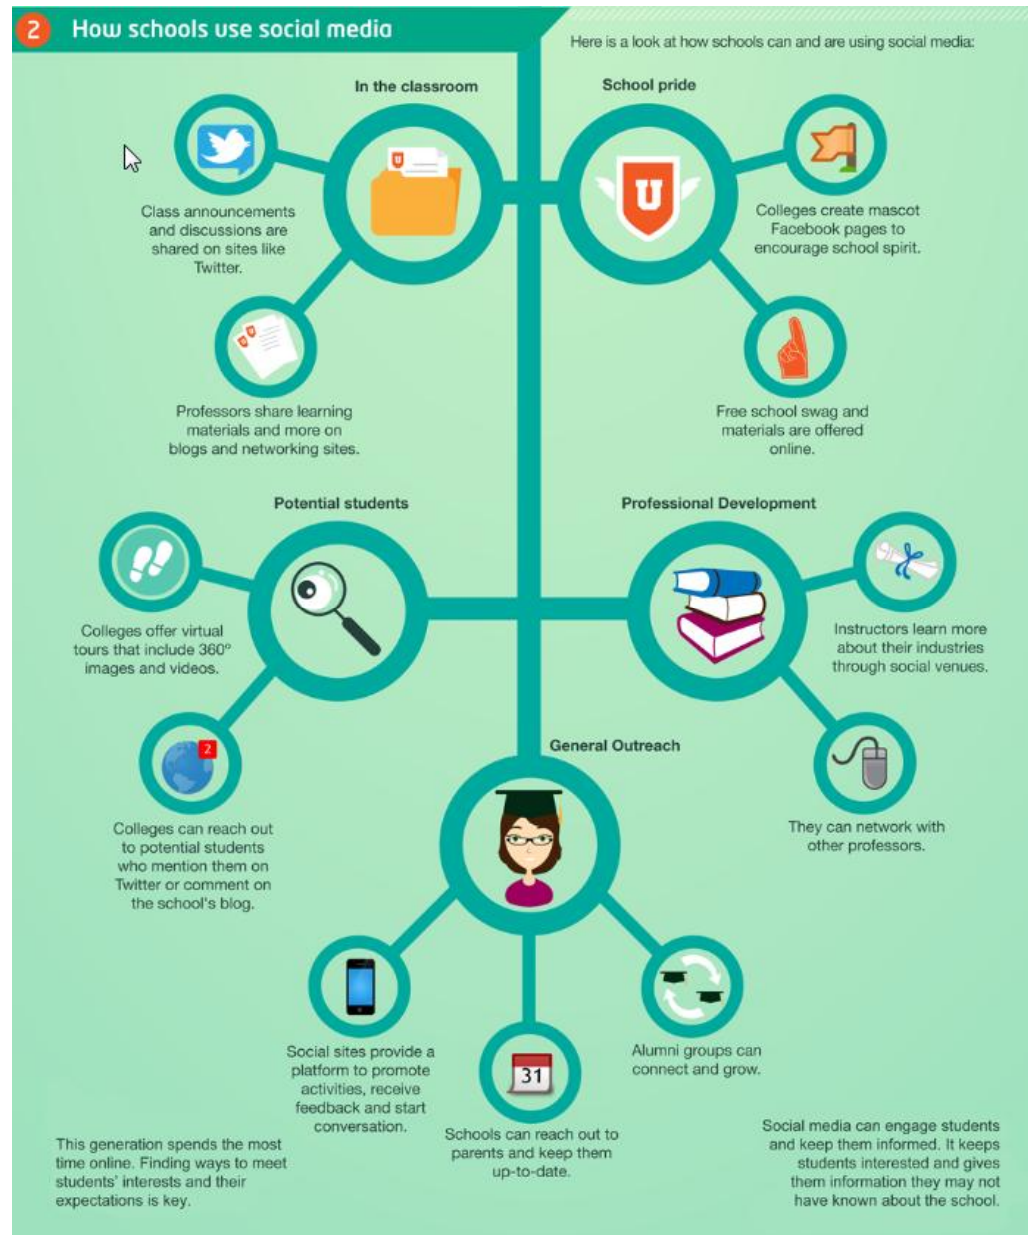 2
How schools use social media
Here is a look at how schools can and are using social media:
In the classroom
U
Class announcements
and discussions are
shared on sites like
Twitter.
U U
Professors share learning
materials and more on
blogs and networking sites.
School pride
U
Colleges create mascot
Facebook pages to
encourage school spirit.
Free school swag and
materials are offered
online.
Potential students
Colleges offer virtual
tours that include 360º
images and videos.
2
Colleges can reach out
to potential students
who mention them on
Twitter or comment on
the school's blog.
Professional Development
Instructors learn more
about their industries
through social venues.
They can network with
other professors.
General Outreach
Social sites provide a
platform to promote
activities, receive
feedback and start
conversation.
31
Schools can reach out to
parents and keep them
up-to-date.
Alumni groups can
connect and grow.
This generation spends the most
time online. Finding ways to meet
students' interests and their
expectations is key.
Social media can engage students
and keep them informed. It keeps
students interested and gives
them information they may not
have known about the school.